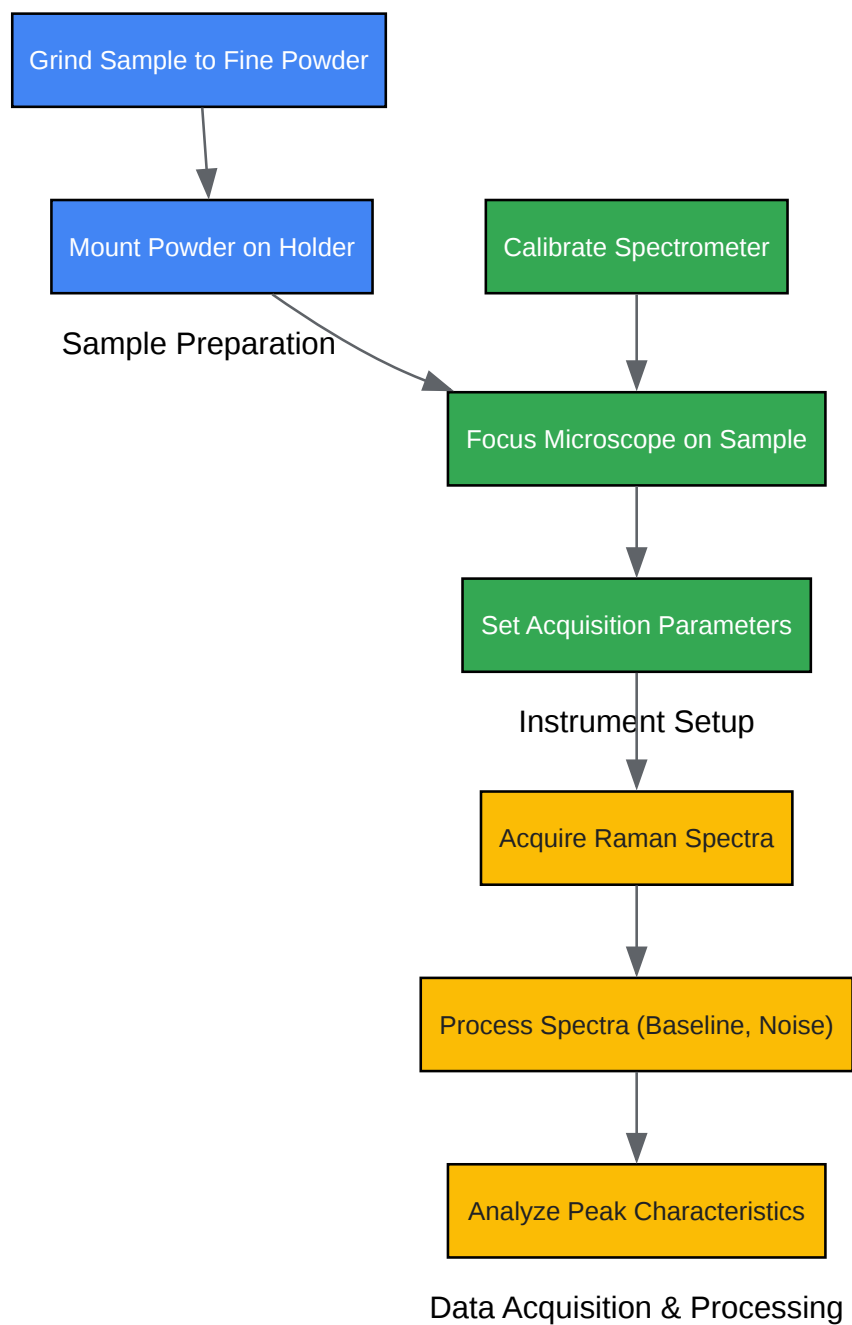 Grind Sample to Fine Powder
Mount Powder on Holder
Calibrate Spectrometer
Sample Preparation
Focus Microscope on Sample
Set Acquisition Parameters
Instrument Setup
Acquire Raman Spectra
Process Spectra (Baseline, Noise)
Analyze Peak Characteristics
Data Acquisition & Processing